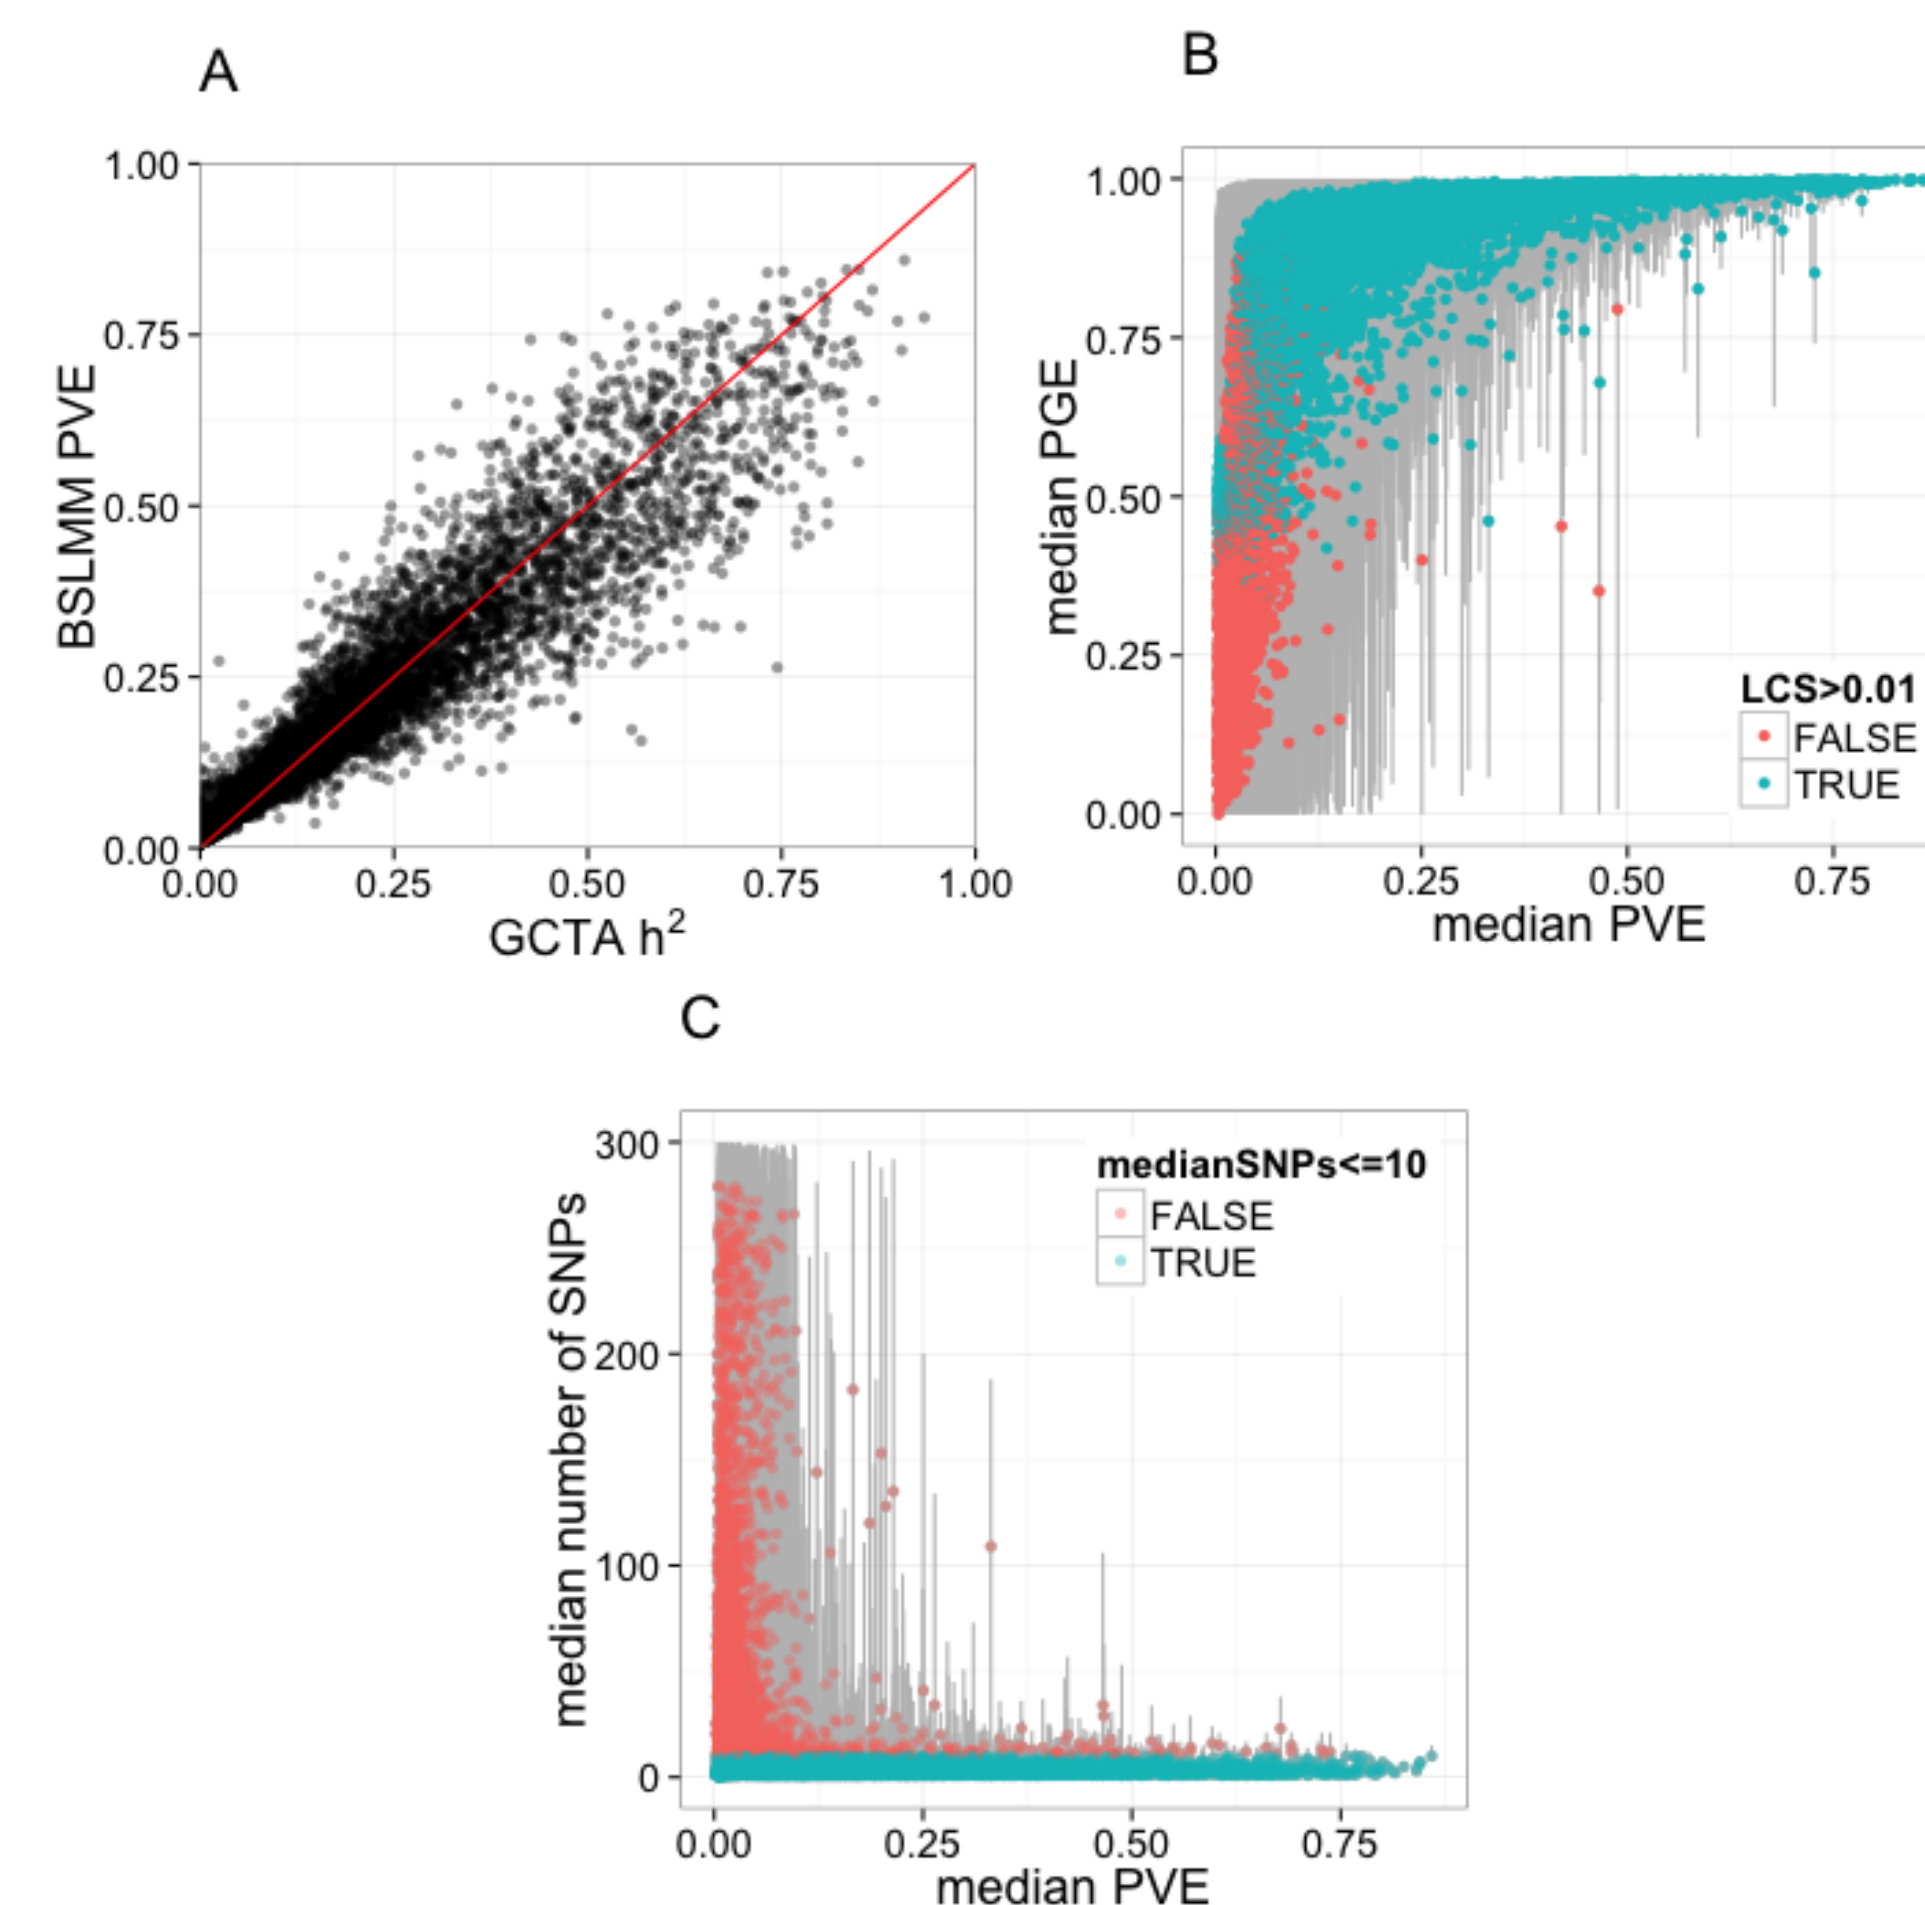 A
1.00
0.75
0.50
0.25
0.00
BSLMM PVE
0.00 0.25 0.50 0.75 1.00
GCTA h²
B
1.00
0.75
0.50
0.25
0.00
median PGE
LCS>0.01
FALSE
TRUE
0.00 0.25 0.50 0.75
median PVE
C
300
200
100
0
median number of SNPs
medianSNPs<=10
FALSE
TRUE
0.00 0.25 0.50 0.75
median PVE